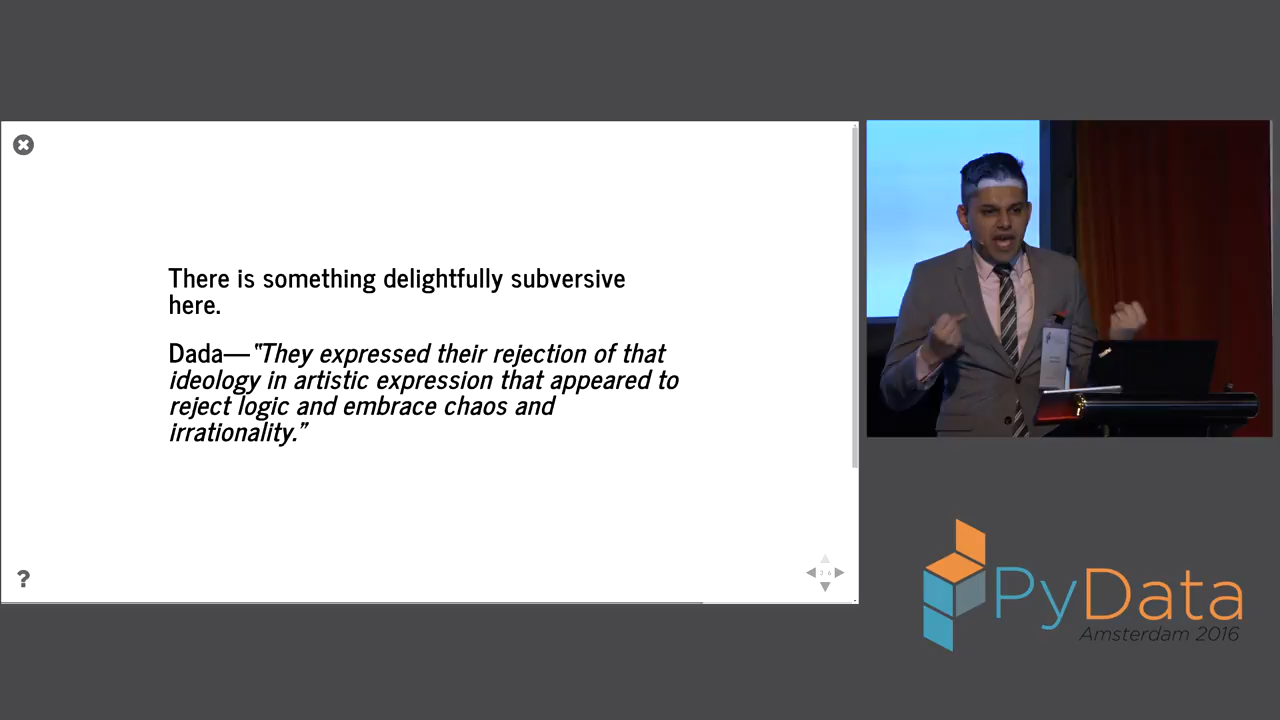 There is something delightfully subversive
here.
Dada—“They expressed their rejection of that
ideology in artistic expression that appeared to
reject logic and embrace chaos and
irrationality.”
?
PyData
Amsterdam 2016